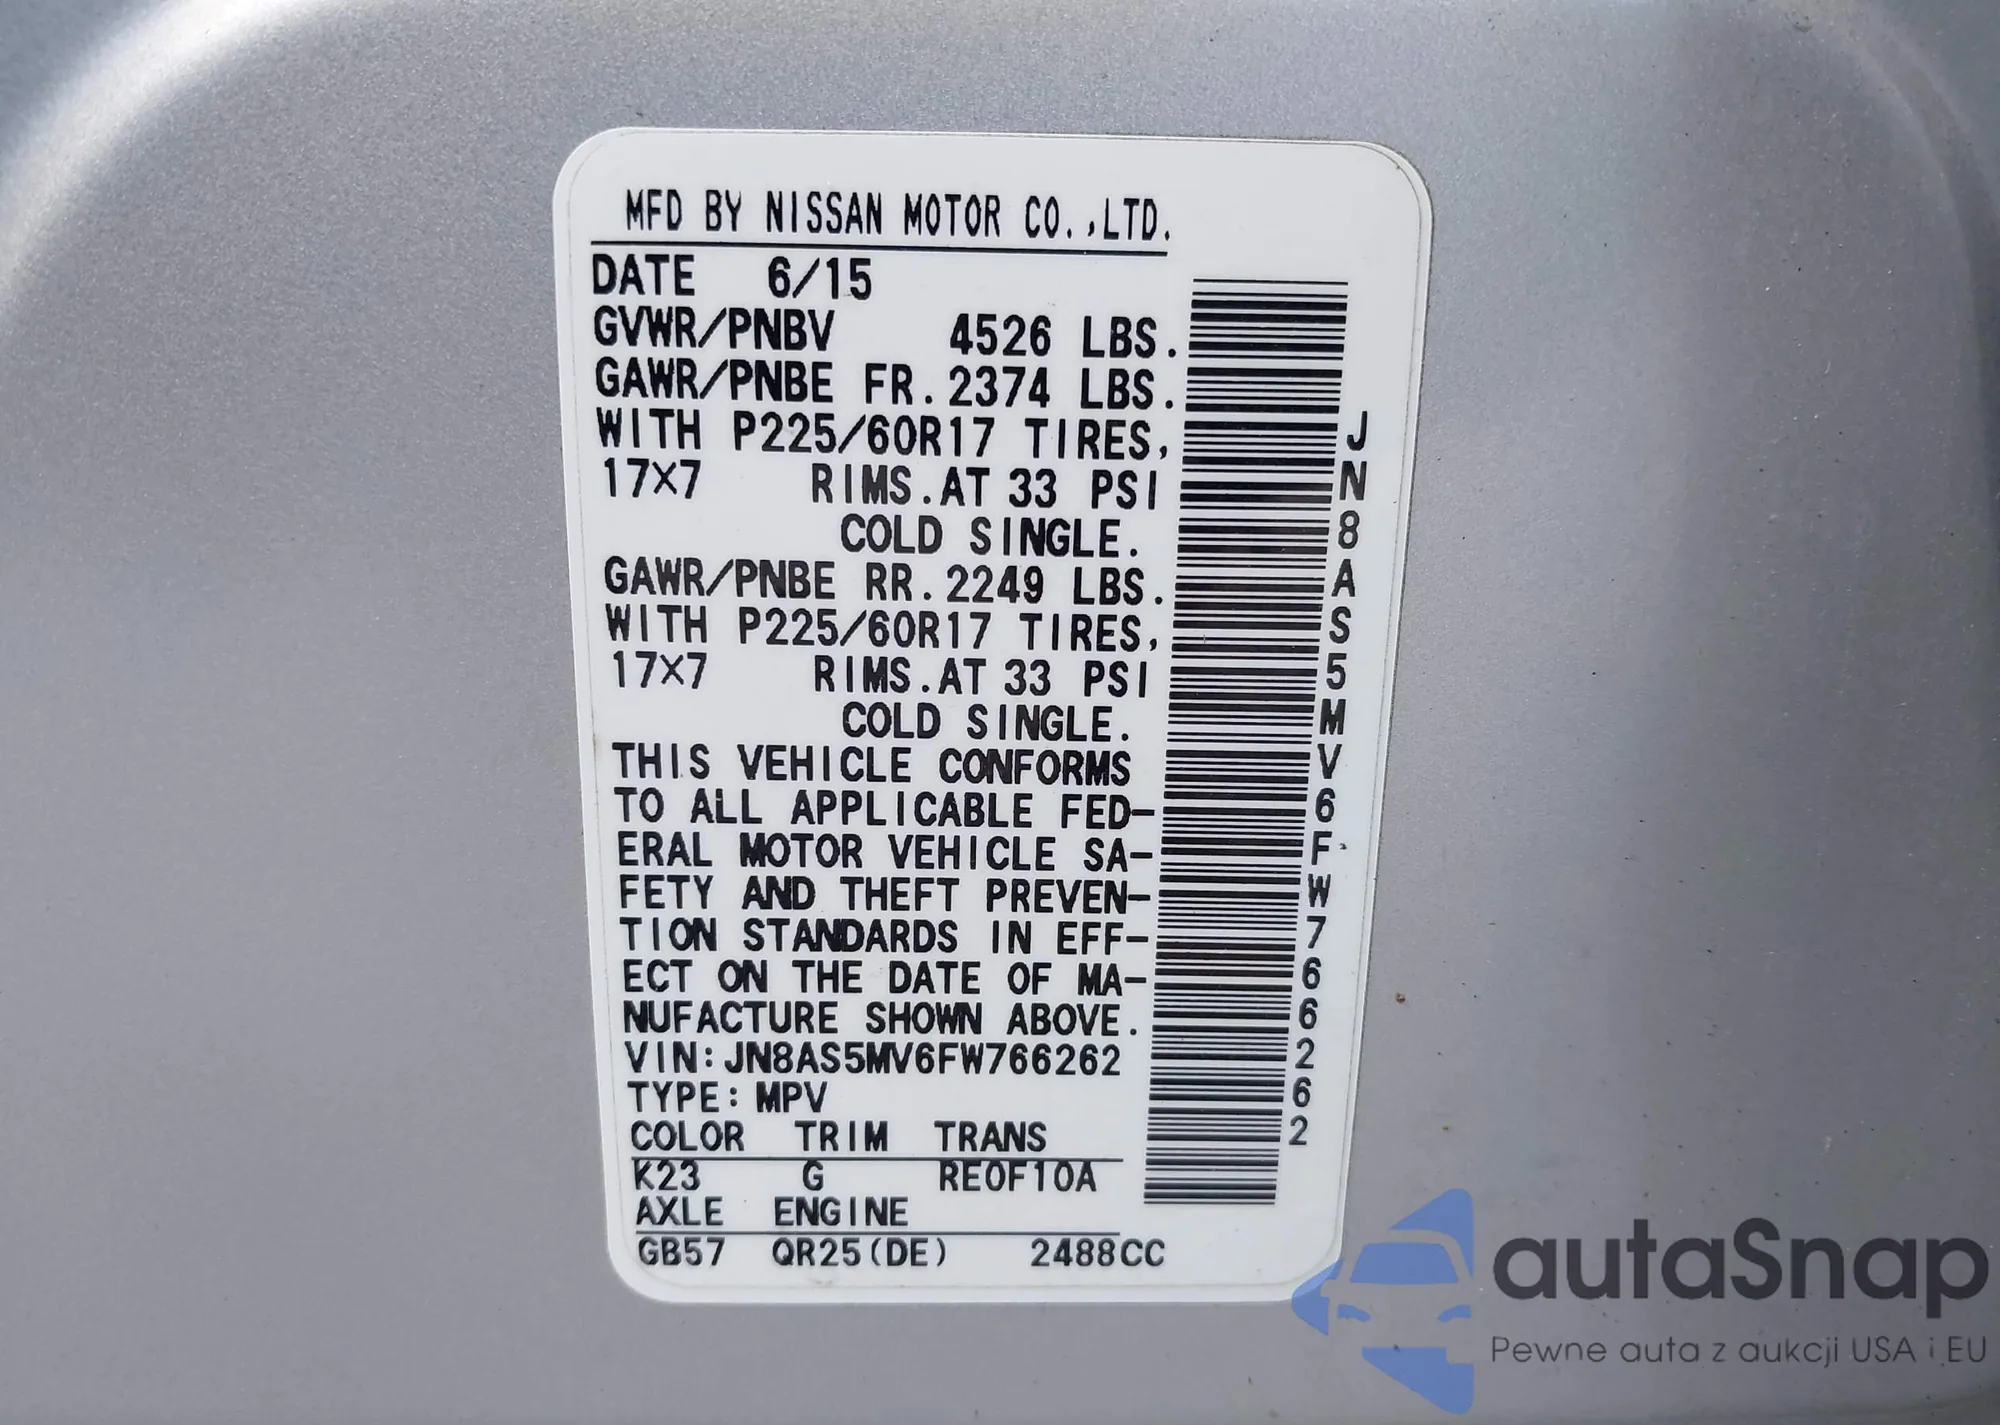 MFD BY NISSAN MOTOR CO.,LTD.
DATE 6/15
GVWR/PNBV 4526 LBS.
GAWR/PNBE FR.2374 LBS.
WITH P225/60R17 TIRES,
17X7 RIMS.AT 33 PSI
COLD SINGLE.
GAWR/PNBE RR.2249 LBS.
WITH P225/60R17 TIRES,
17X7 RIMS.AT 33 PSI
COLD SINGLE.
THIS VEHICLE CONFORMS
TO ALL APPLICABLE FED-
ERAL MOTOR VEHICLE SA-
FETY AND THEFT PREVEN-
TION STANDARDS IN EFF-
ECT ON THE DATE OF MA-
NUFACTURE SHOWN ABOVE.
VIN:JN8AS5MV6FW766262
TYPE:MPV
COLOR TRIM TRANS
K23 G RE0F10A
AXLE ENGINE
GB57 QR25(DE) 2488CC
JN8AS5MV6FW766262
autaSnap
Pewne auta z aukcji USA i EU